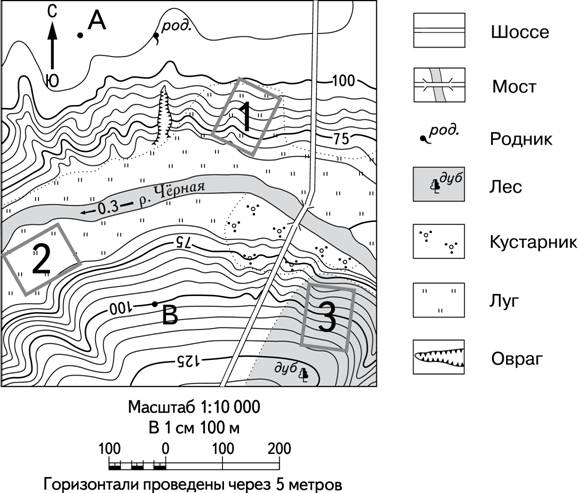 С
А
род.
Ю
Шоссе
Мост
100
1
75
род.
Родник
0.3
р. Чёрная
дуб
Лес
2
75
Кустарник
100
В
3
Луг
125
дуб
Овраг
Масштаб 1:10 000
В 1 см 100 м
100 0 100 200
Горизонтали проведены через 5 метров